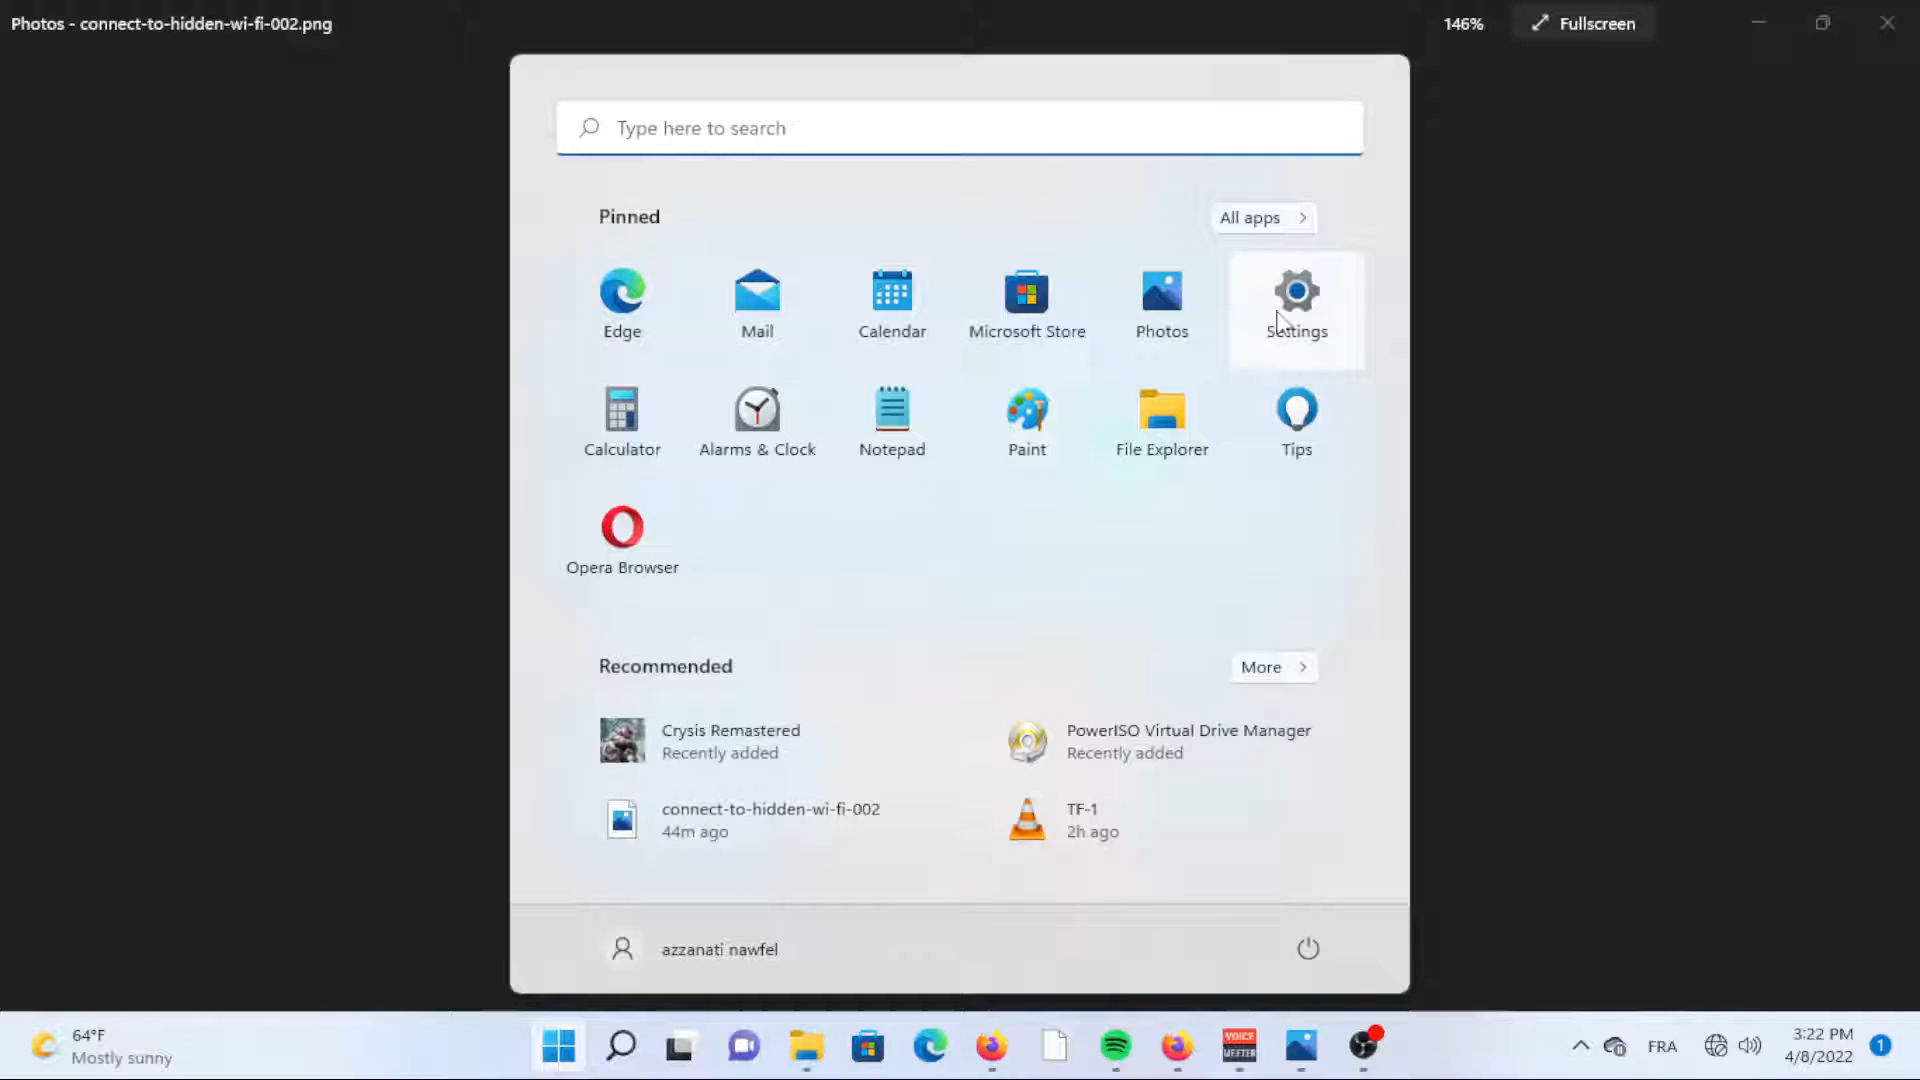 Photos - connect-to-hidden-wi-fi-002.png
146%
Fullscreen
Type here to search
Pinned
All apps
Edge
Mail
Calendar
Microsoft Store
Photos
Settings
Calculator
Alarms & Clock
Notepad
Paint
File Explorer
Tips
Opera Browser
Recommended
More
Crysis Remastered
Recently added
PowerISO Virtual Drive Manager
Recently added
connect-to-hidden-wi-fi-002
44m ago
TF-1
2h ago
azzanati nawfel
64°F
Mostly sunny
VOICE
MEETER
FRA
3:22 PM
4/8/2022
1